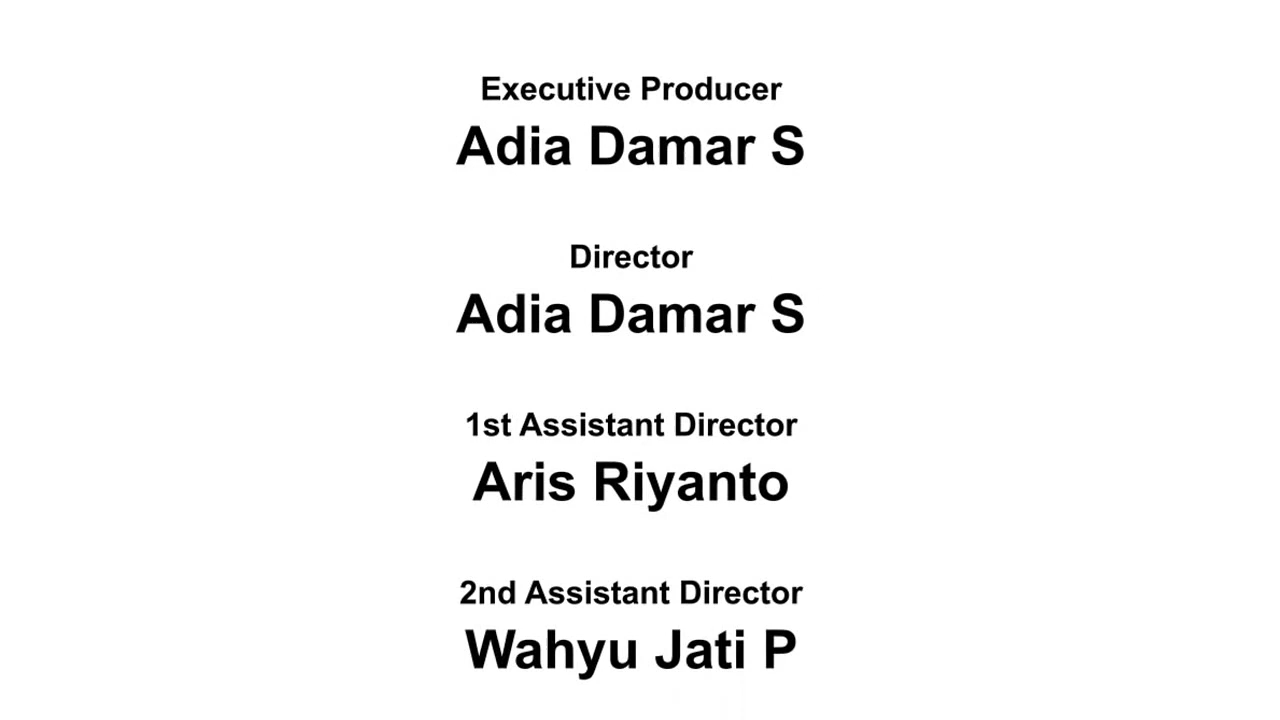 Executive Producer
Adia Damar S
Director
Adia Damar S
1st Assistant Director
Aris Riyanto
2nd Assistant Director
Wahyu Jati P